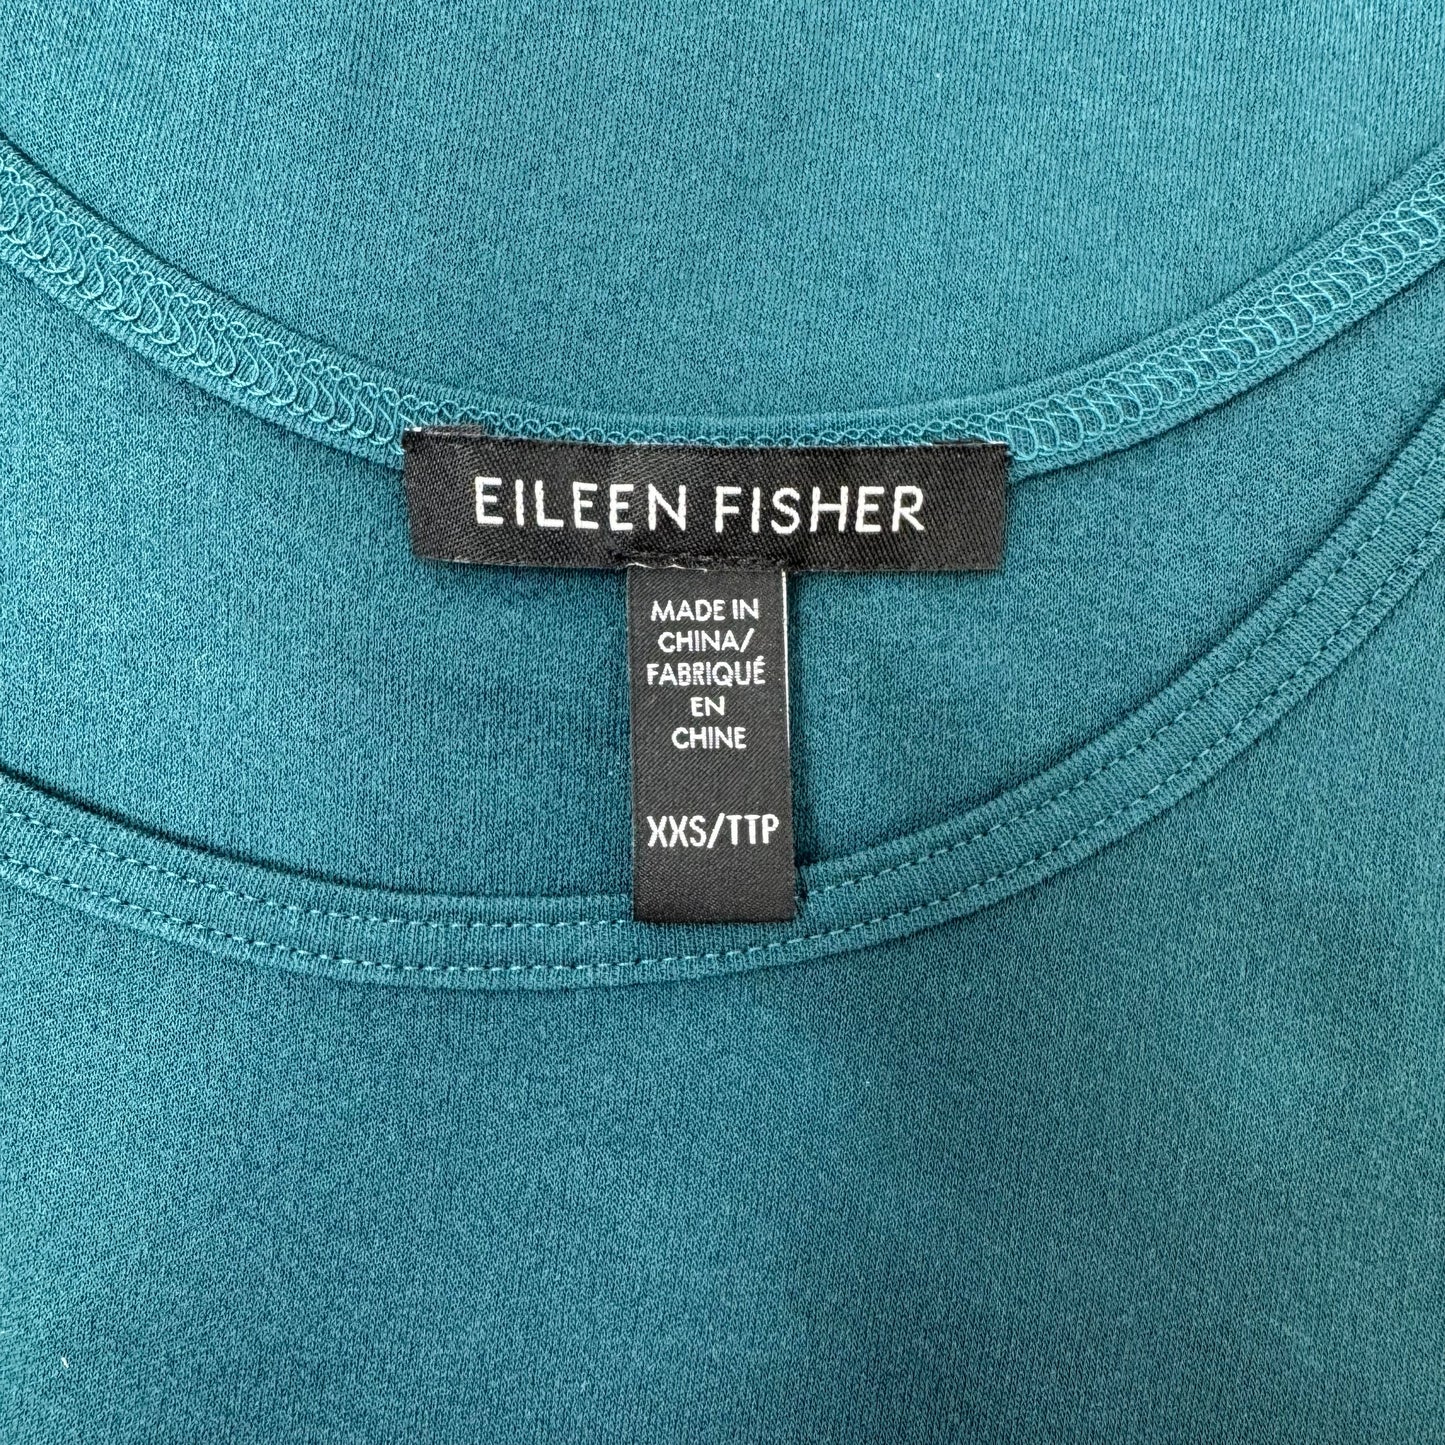 EILEEN FISHER
MADE IN
CHINA/
FABRIQUÉ
EN
CHINE
XXS/TTP